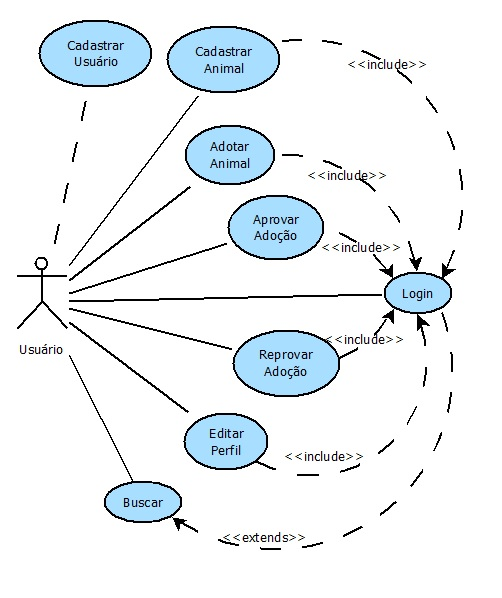 Cadastrar
Usuário
Cadastrar
Animal
<<include>>
Adotar
Animal
<<include>>
Aprovar
Adoção
<<include>>
Login
Usuário
Reprovar
Adoção
<<include>>
Editar
Perfil
<<include>>
Buscar
<<extends>>